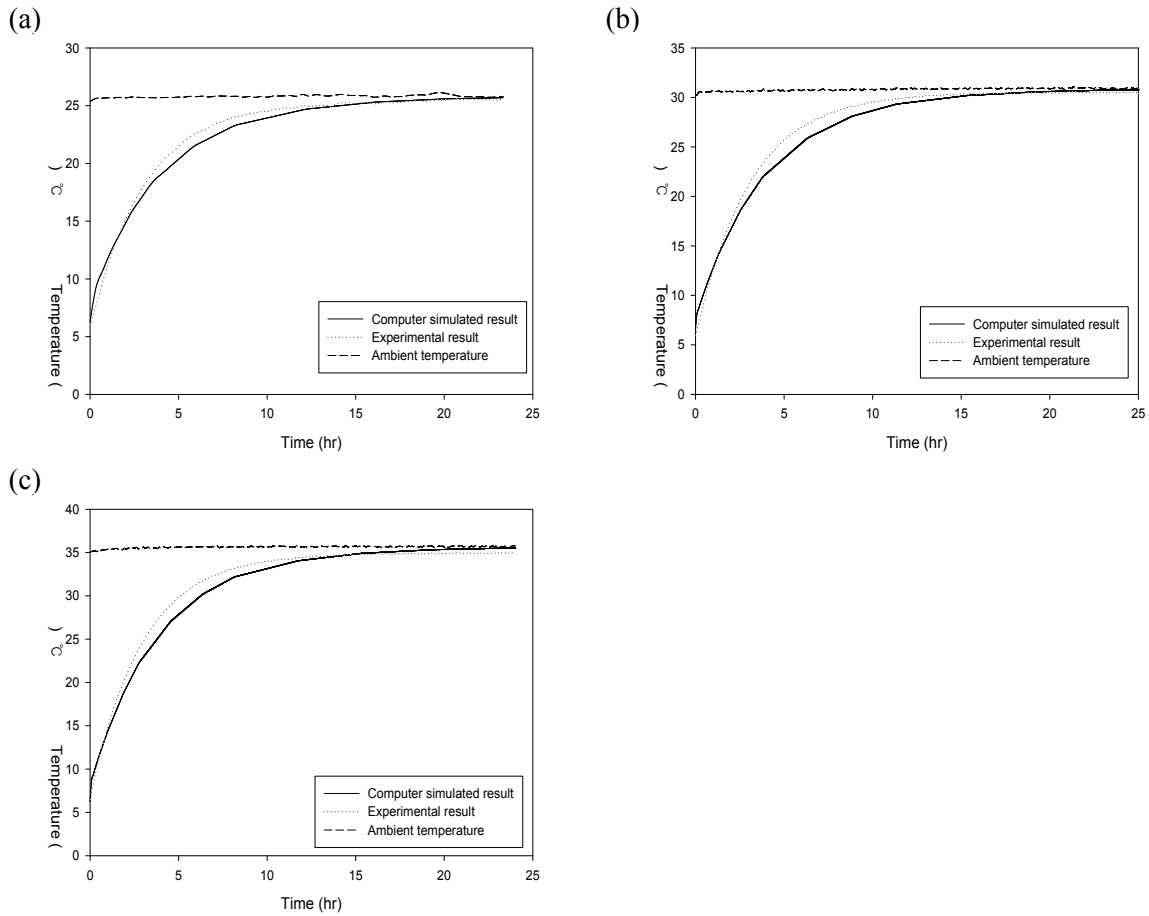 (a)
30
25
20
15
10
5
0
Temperature (℃)
0 5 10 15 20 25
Time (hr)
Computer simulated result
Experimental result
Ambient temperature
(b)
35
30
25
20
15
10
5
0
Temperature (℃)
0 5 10 15 20 25
Time (hr)
Computer simulated result
Experimental result
Ambient temperature
(c)
40
35
30
25
20
15
10
5
0
Temperature (℃)
0 5 10 15 20 25
Time (hr)
Computer simulated result
Experimental result
Ambient temperature